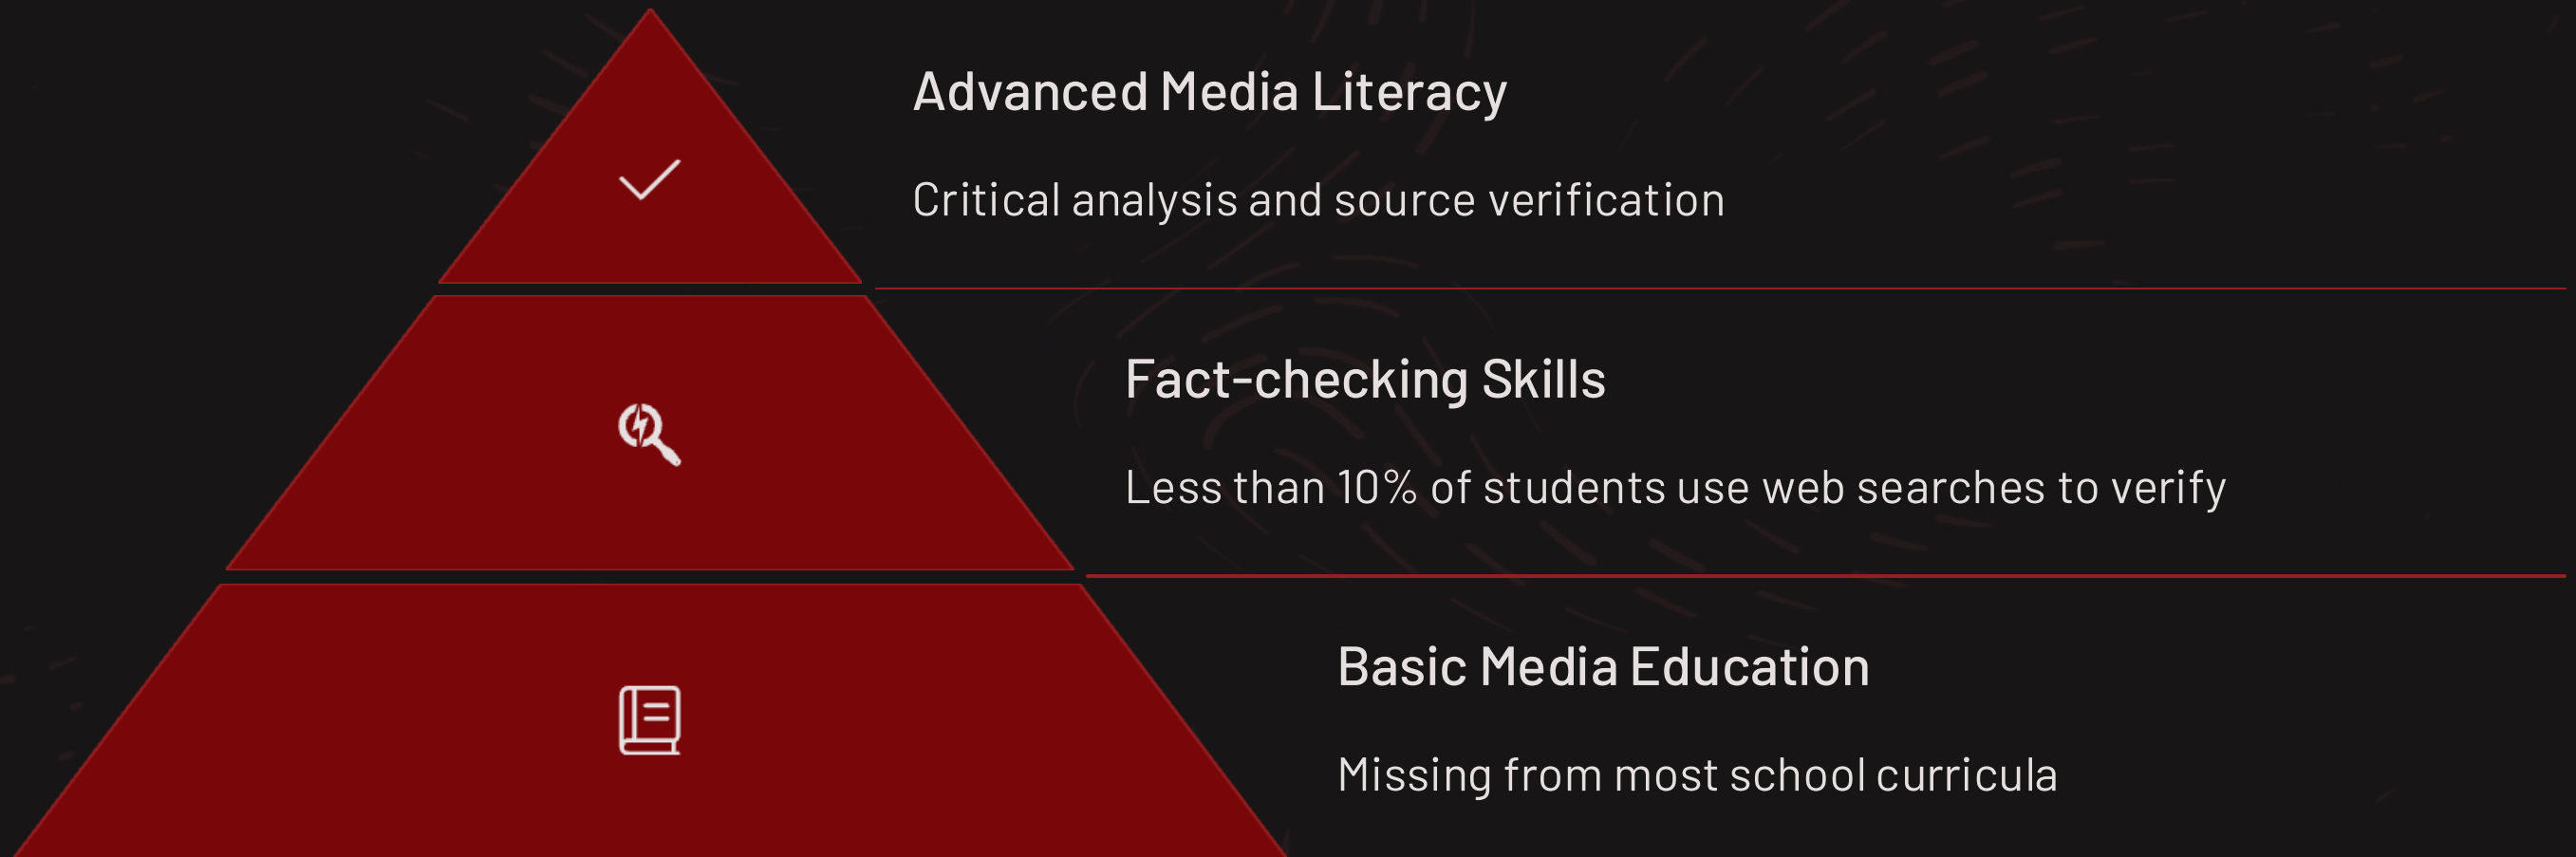 Advanced Media Literacy
Critical analysis and source verification
Fact-checking Skills
Less than 10% of students use web searches to verify
Basic Media Education
Missing from most school curricula